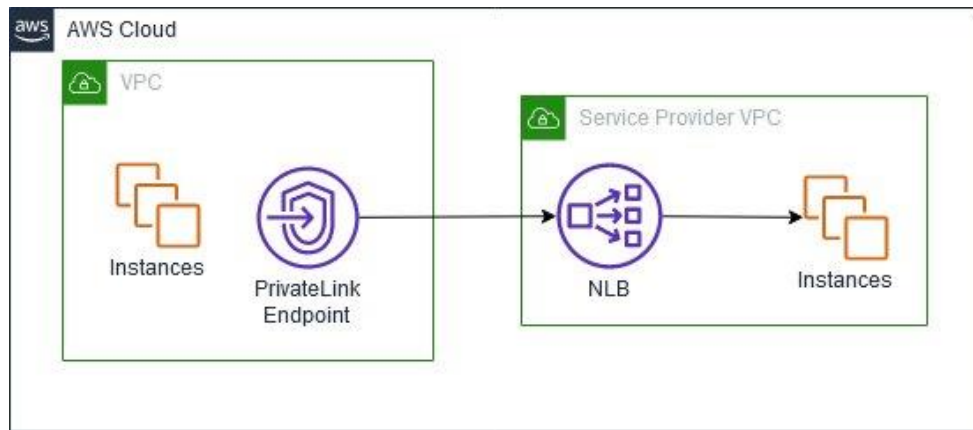 aws
AWS Cloud
VPC
Service Provider VPC
Instances
PrivateLink
Endpoint
NLB
Instances